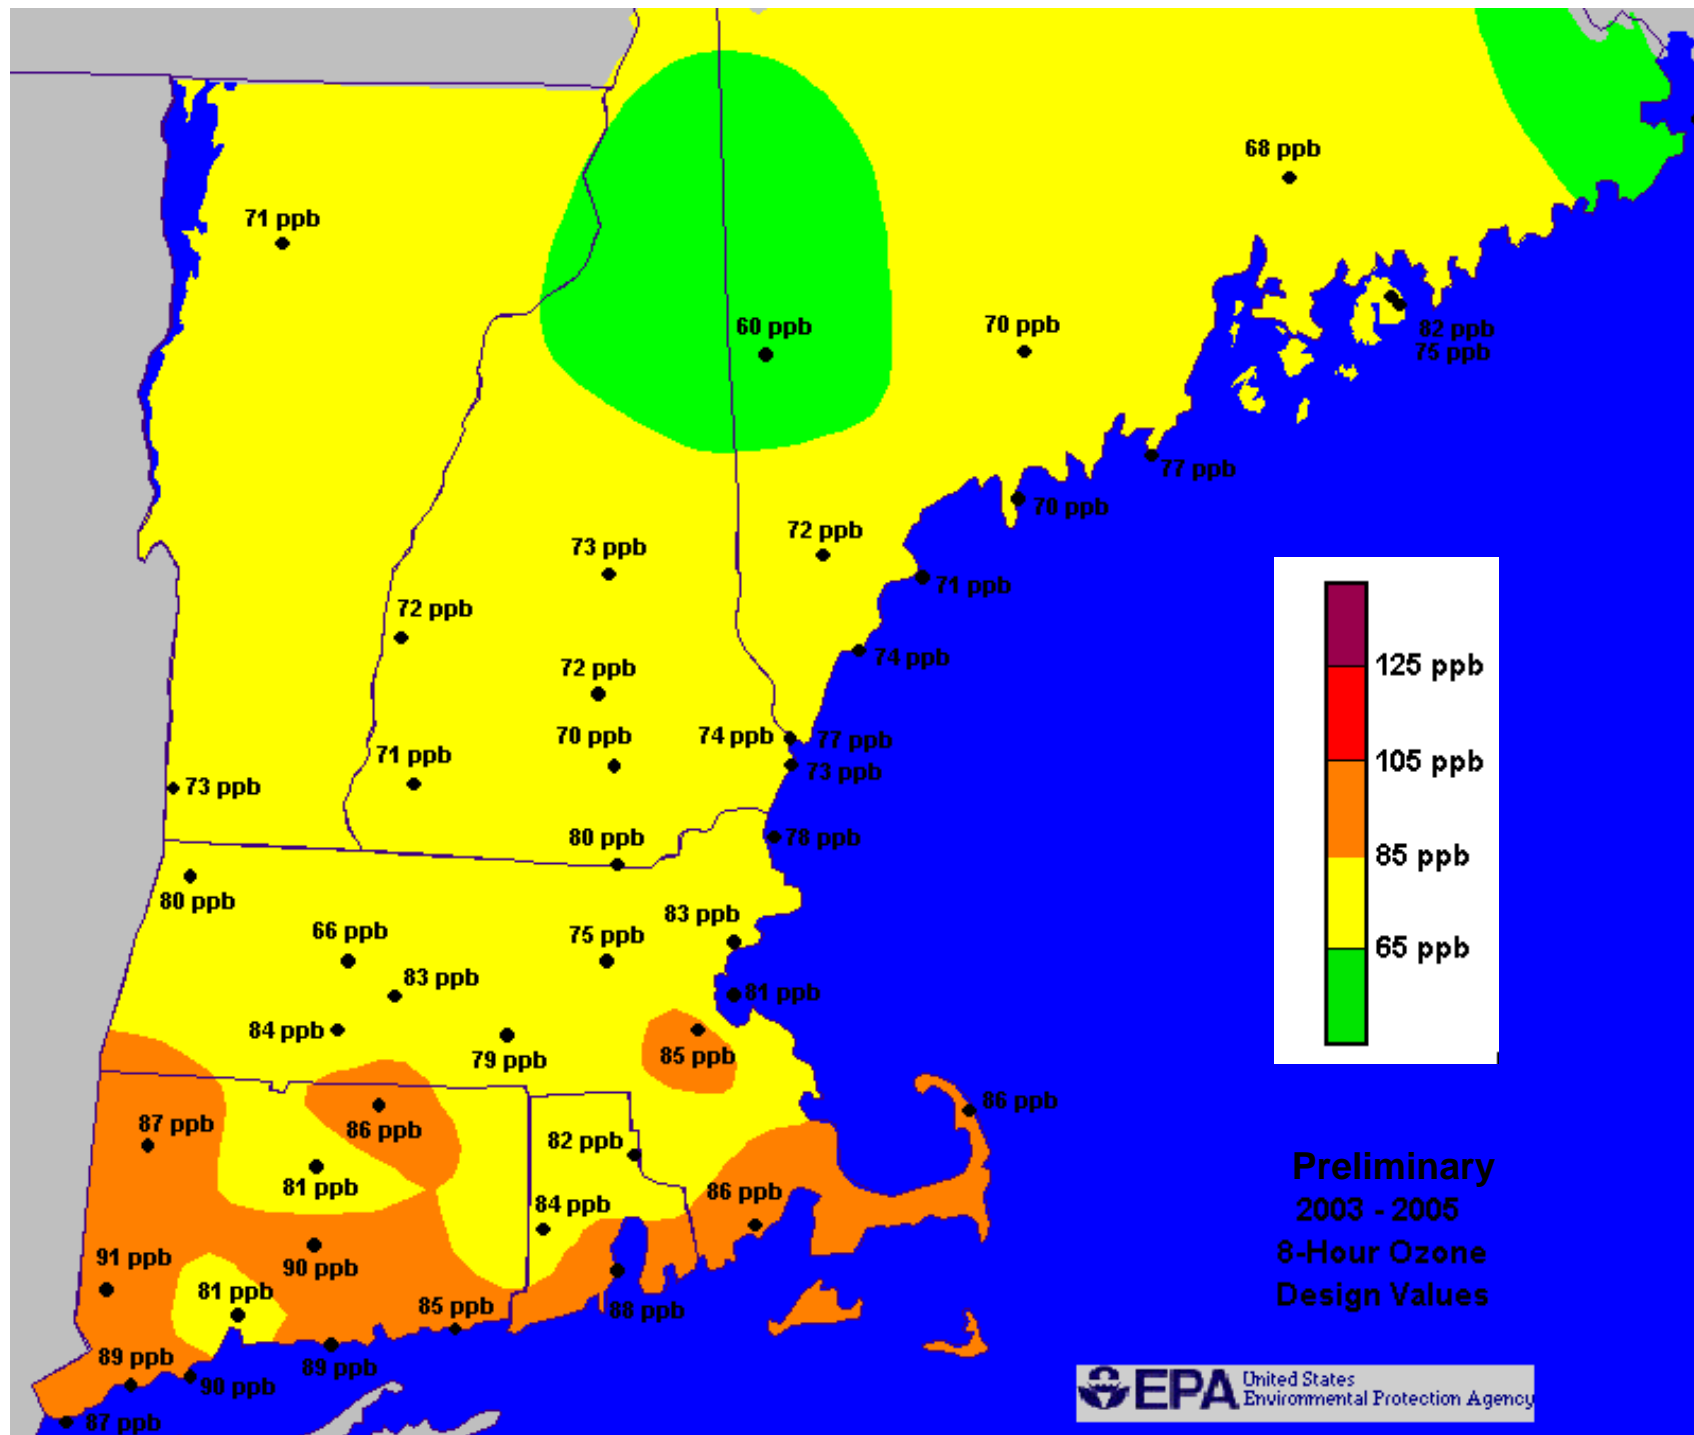 68 ppb
71 ppb
60 ppb
70 ppb
82 ppb
75 ppb
77 ppb
70 ppb
72 ppb
73 ppb
71 ppb
72 ppb
74 ppb
72 ppb
125 ppb
70 ppb
74 ppb
77 ppb
71 ppb
105 ppb
73 ppb
73 ppb
80 ppb
78 ppb
85 ppb
80 ppb
83 ppb
66 ppb
75 ppb
65 ppb
83 ppb
81 ppb
84 ppb
79 ppb
85 ppb
86 ppb
87 ppb
86 ppb
82 ppb
81 ppb
86 ppb
84 ppb
Preliminary
2003 - 2005
8-Hour Ozone
Design Values
91 ppb
90 ppb
81 ppb
85 ppb
88 ppb
89 ppb
89 ppb
90 ppb
87 ppb
EPA
United States
Environmental Protection Agency